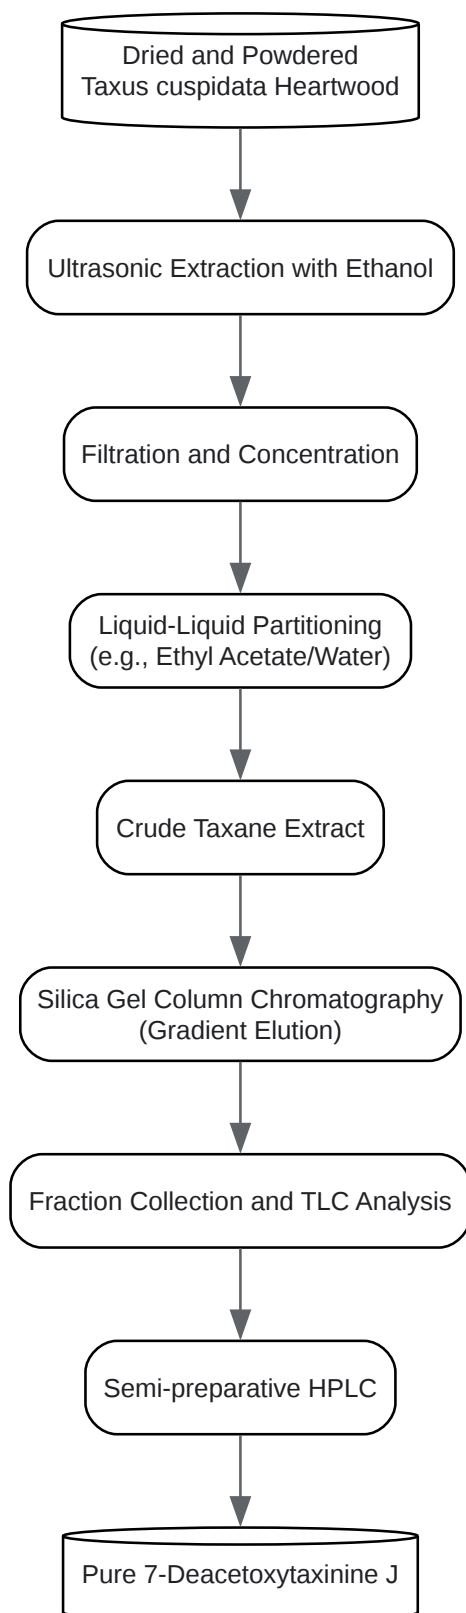 Dried and Powdered
Taxus cuspidata Heartwood
Ultrasonic Extraction with Ethanol
Filtration and Concentration
Liquid-Liquid Partitioning
(e.g., Ethyl Acetate/Water)
Crude Taxane Extract
Silica Gel Column Chromatography
(Gradient Elution)
Fraction Collection and TLC Analysis
Semi-preparative HPLC
Pure 7-Deacetoxytaxinine J